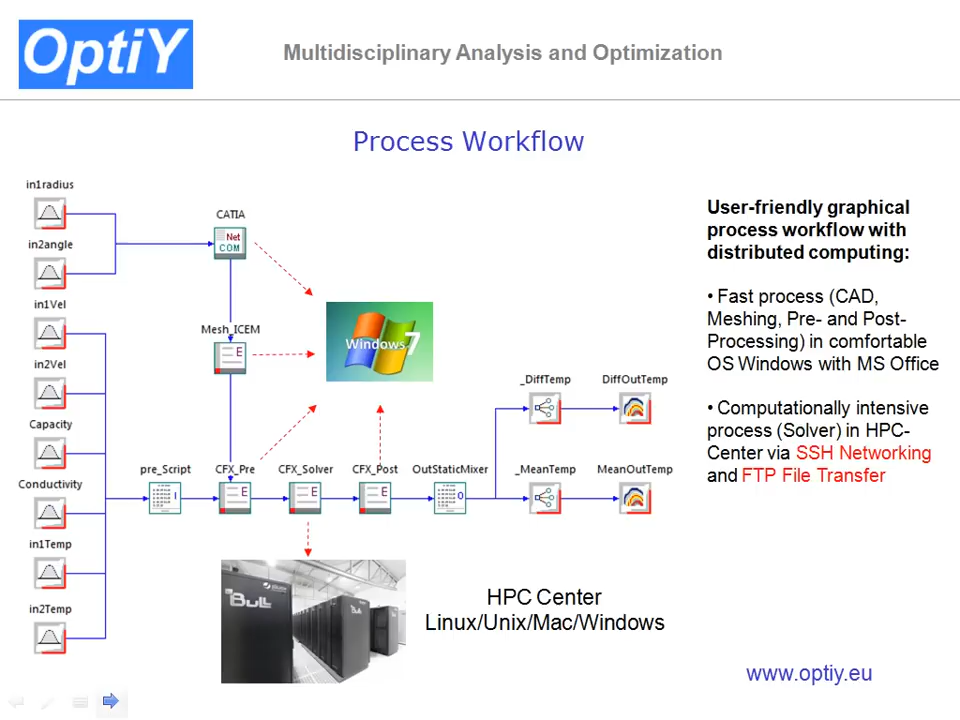 OptiY
Multidisciplinary Analysis and Optimization
Process Workflow
in1radius
in2angle
in1Vel
in2Vel
Capacity
Conductivity
in1Temp
in2Temp
CATIA
Net
COM
Mesh_ICEM
E
Windows 7
pre_Script
I
CFX_Pre
E
CFX_Solver
E
CFX_Post
E
OutStaticMixer
O
_DiffTemp
DiffOutTemp
_MeanTemp
MeanOutTemp
Bull
Bull
HPC Center
Linux/Unix/Mac/Windows
User-friendly graphical
process workflow with
distributed computing:
• Fast process (CAD,
Meshing, Pre- and Post-
Processing) in comfortable
OS Windows with MS Office
• Computationally intensive
process (Solver) in HPC-
Center via SSH Networking
and FTP File Transfer
www.optiy.eu